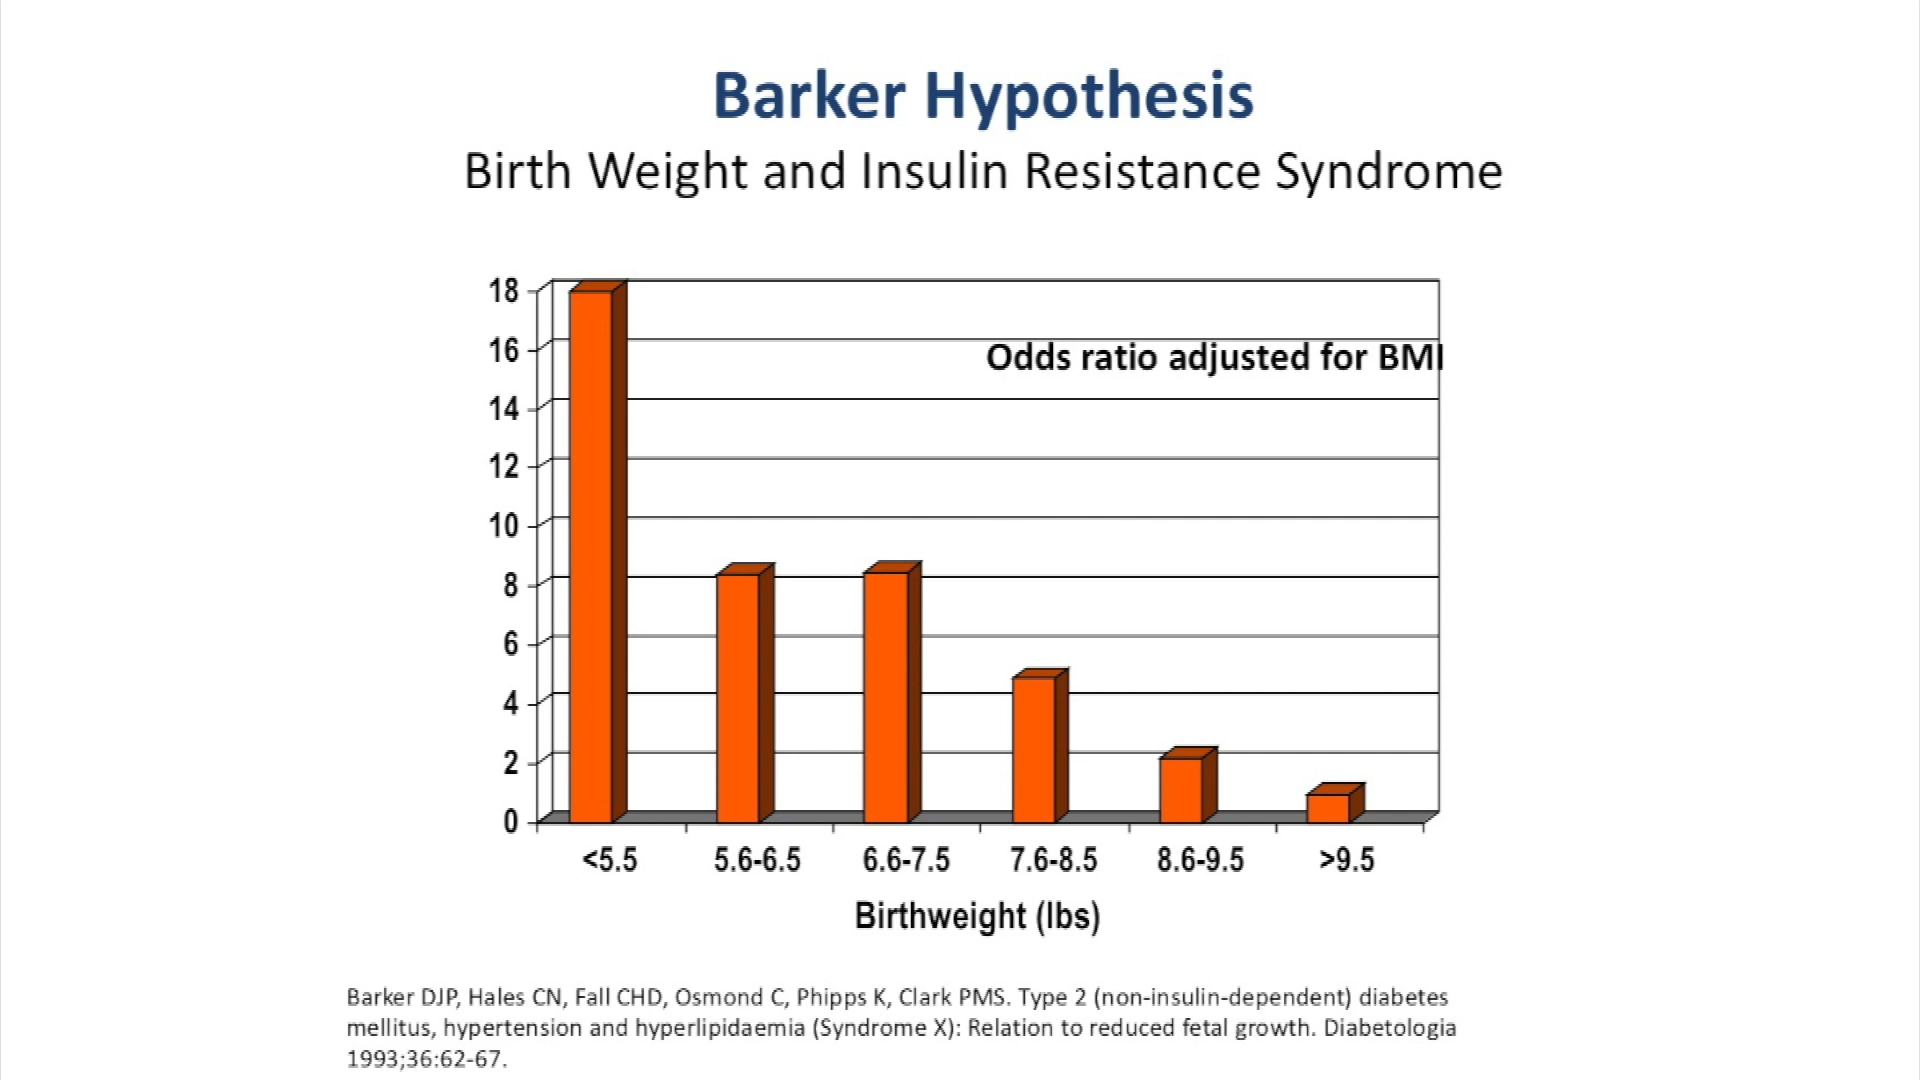 Barker Hypothesis
Birth Weight and Insulin Resistance Syndrome
18
16
Odds ratio adjusted for BMI
14
12
10
8
6
4
2
0
<5.5 5.6-6.5 6.6-7.5 7.6-8.5 8.6-9.5 >9.5
Birthweight (lbs)
Barker DJP, Hales CN, Fall CHD, Osmond C, Phipps K, Clark PMS. Type 2 (non-insulin-dependent) diabetes
mellitus, hypertension and hyperlipidaemia (Syndrome X): Relation to reduced fetal growth. Diabetologia
1993;36:62-67.